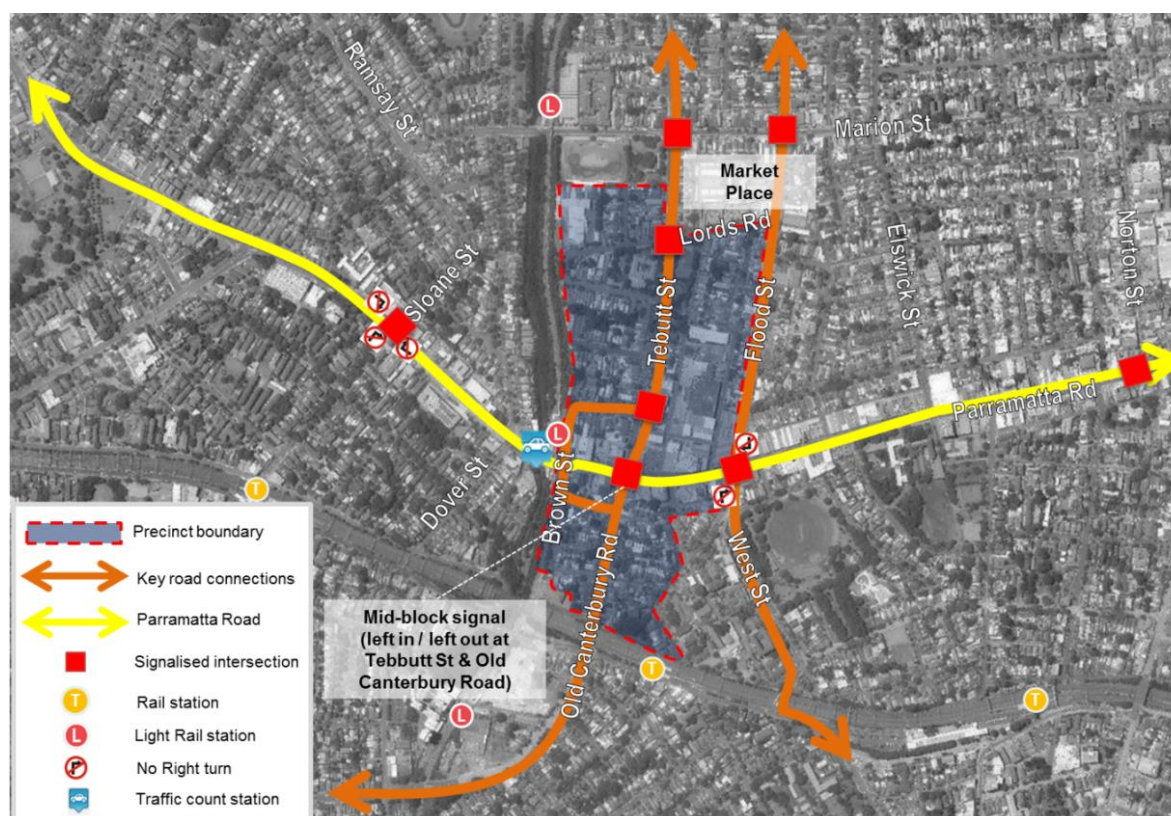 Ramsay St
L
Marion St
Market
Place
Lords Rd
Norton St
Elswick St
Sloane St
Tebutt St
Flood St
Parramatta Rd
L
Dover St
Brown St
T
Old Canterbury Rd
West St
Mid-block signal
(left in / left out at
Tebbutt St & Old
Canterbury Road)
T
T
L
Precinct boundary
Key road connections
Parramatta Road
Signalised intersection
T
Rail station
L
Light Rail station
No Right turn
Traffic count station